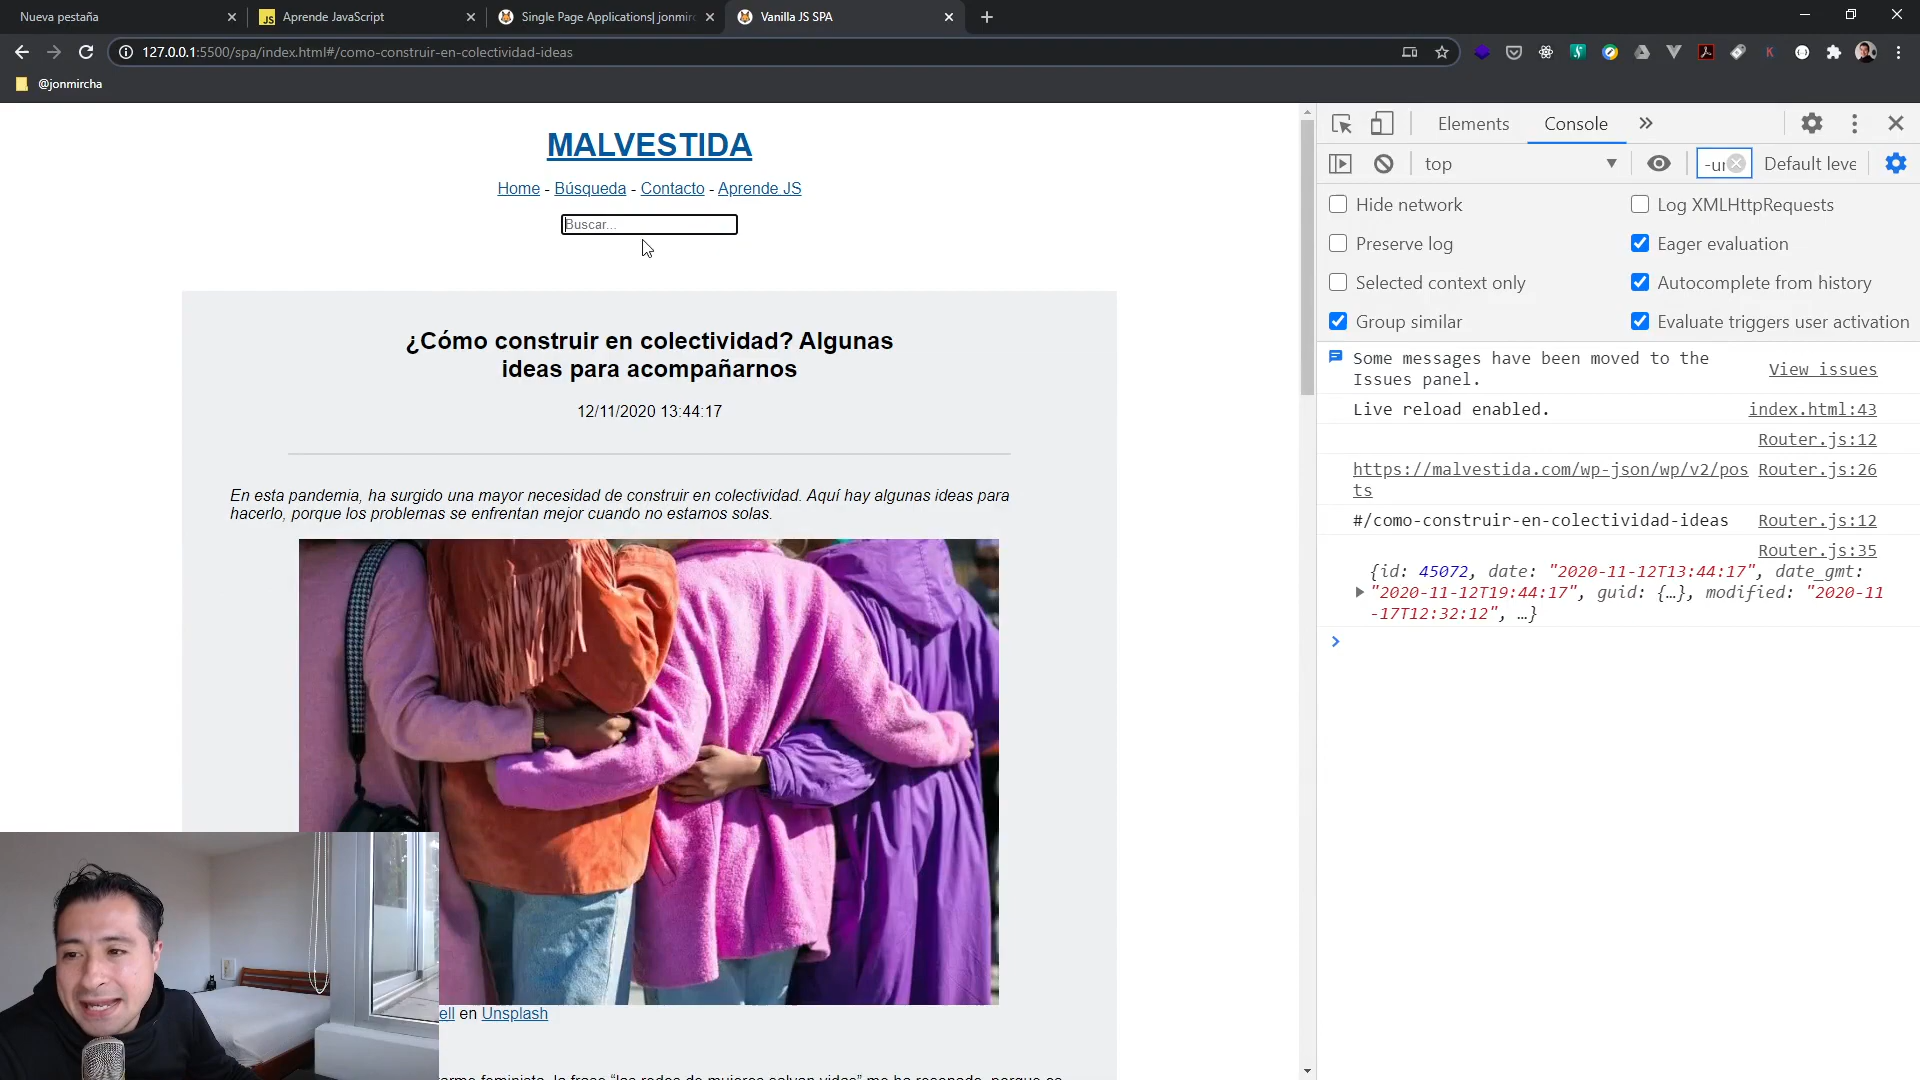 Nueva pestaña
JS Aprende JavaScript
Single Page Applications| jonmirc
Vanilla JS SPA
127.0.0.1:5500/spa/index.html#/como-construir-en-colectividad-ideas
@jonmircha
MALVESTIDA
Home - Búsqueda - Contacto - Aprende JS
Buscar...
¿Cómo construir en colectividad? Algunas
ideas para acompañarnos
12/11/2020 13:44:17
En esta pandemia, ha surgido una mayor necesidad de construir en colectividad. Aquí hay algunas ideas para
hacerlo, porque los problemas se enfrentan mejor cuando no estamos solas.
ell en Unsplash
Elements
Console
top
Default leve
Hide network
Log XMLHttpRequests
Preserve log
Eager evaluation
Selected context only
Autocomplete from history
Group similar
Evaluate triggers user activation
Some messages have been moved to the
Issues panel.
View issues
Live reload enabled.
index.html:43
Router.js:12
https://malvestida.com/wp-json/wp/v2/pos
ts
Router.js:26
#/como-construir-en-colectividad-ideas
Router.js:12
Router.js:35
{id: 45072, date: "2020-11-12T13:44:17", date_gmt:
"2020-11-12T19:44:17", guid: {…}, modified: "2020-11
-17T12:32:12", …}